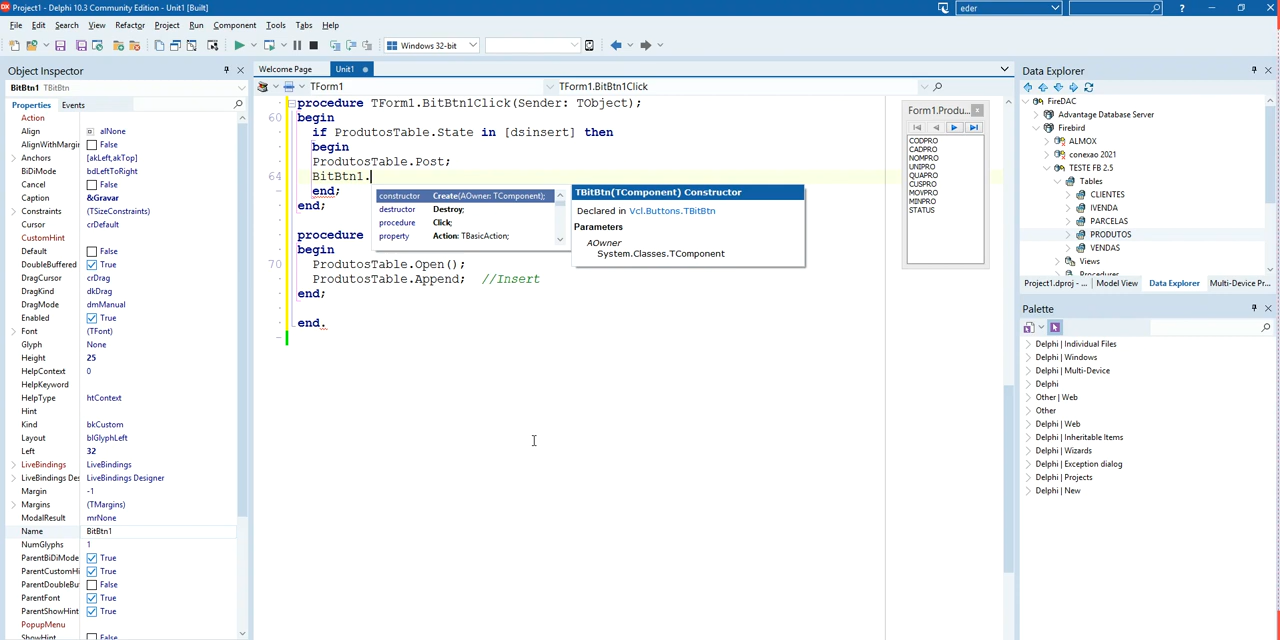 Project1 - Delphi 10.3 Community Edition - Unit1 [Built]
eder
File Edit Search View Refactor Project Run Component Tools Tabs Help
Windows 32-bit
Object Inspector
BitBtn1 TBitBtn
Properties Events
Action
Align alNone
AlignWithMargin False
Anchors [akLeft,akTop]
BiDiMode bdLeftToRight
Cancel False
Caption &Gravar
Constraints (TSizeConstraints)
Cursor crDefault
CustomHint
Default False
DoubleBuffered True
DragCursor crDrag
DragKind dkDrag
DragMode dmManual
Enabled True
Font (TFont)
Glyph None
Height 25
HelpContext 0
HelpKeyword
HelpType htContext
Hint
Kind bkCustom
Layout blGlyphLeft
Left 32
LiveBindings LiveBindings
LiveBindings Des LiveBindings Designer
Margin -1
Margins (TMargins)
ModalResult mrNone
Name BitBtn1
NumGlyphs 1
ParentBiDiMode True
ParentCustomHi True
ParentDoubleBu False
ParentFont True
ParentShowHint True
PopupMenu
ShowHint False
Welcome Page Unit1
TForm1 TForm1.BitBtn1Click
procedure TForm1.BitBtn1Click(Sender: TObject);
60 begin
if ProdutosTable.State in [dsinsert] then
begin
ProdutosTable.Post;
64 BitBtn1.
end;
end;
procedure
begin
70 ProdutosTable.Open();
ProdutosTable.Append; //Insert
end;
end.
constructor Create(AOwner: TComponent);
destructor Destroy;
procedure Click;
property Action: TBasicAction;
TBitBtn(TComponent) Constructor
Declared in Vcl.Buttons.TBitBtn
Parameters
AOwner
System.Classes.TComponent
Form1.Produ...
CODPRO
CADPRO
NOMPRO
UNIPRO
QUAPRO
CUSPRO
MOVPRO
MINPRO
STATUS
Data Explorer
FireDAC
Advantage Database Server
Firebird
ALMOX
conexao 2021
TESTE FB 2.5
Tables
CLIENTES
IVENDA
PARCELAS
PRODUTOS
VENDAS
Views
Procedures
Project1.dproj - ... Model View Data Explorer Multi-Device Pr...
Palette
Delphi | Individual Files
Delphi | Windows
Delphi | Multi-Device
Delphi
Other | Web
Other
Delphi | Web
Delphi | Inheritable Items
Delphi | Wizards
Delphi | Exception dialog
Delphi | Projects
Delphi | New